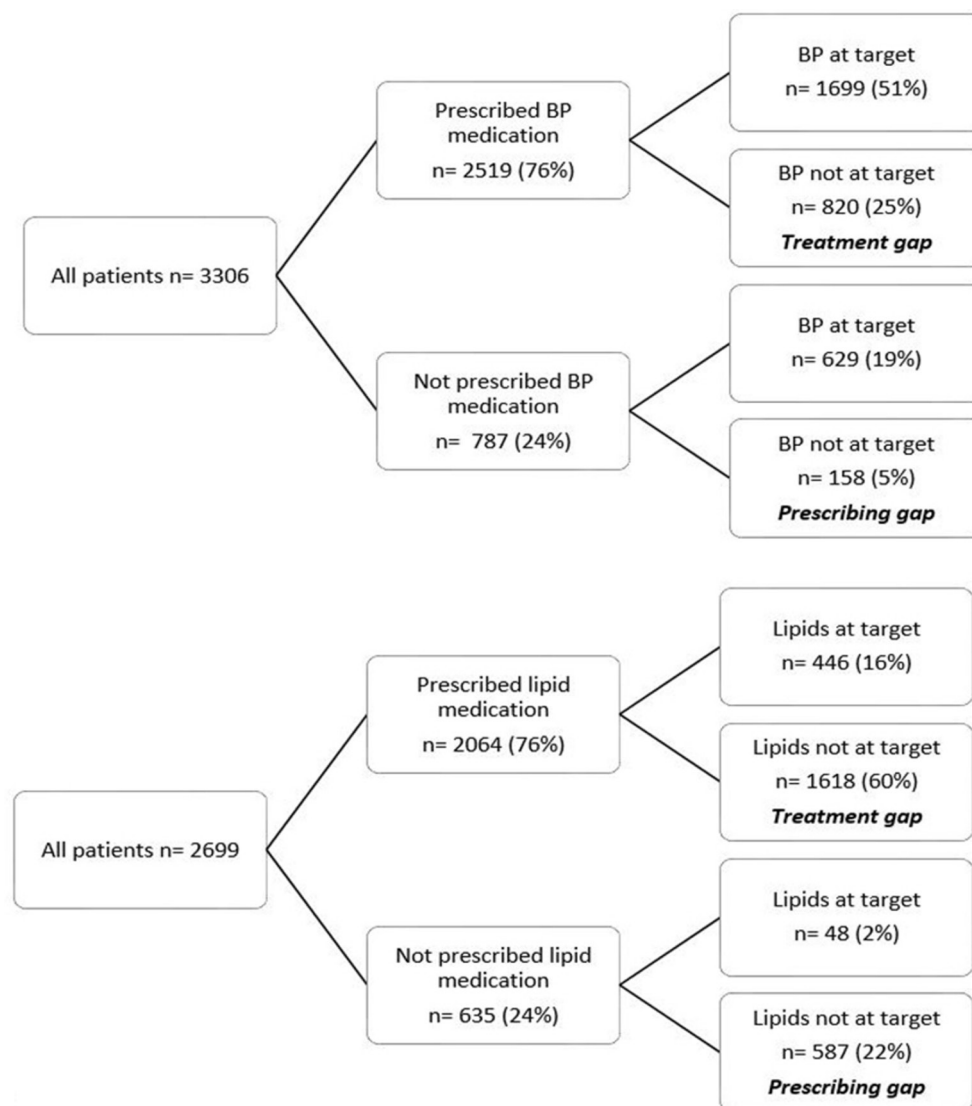 All patients n= 3306
Prescribed BP
medication
n= 2519 (76%)
BP at target
n= 1699 (51%)
BP not at target
n= 820 (25%)
Treatment gap
Not prescribed BP
medication
n=  787 (24%)
BP at target
n= 629 (19%)
BP not at target
n= 158 (5%)
Prescribing gap
All patients n= 2699
Prescribed lipid
medication
n= 2064 (76%)
Lipids at target
n= 446 (16%)
Lipids not at target
n= 1618 (60%)
Treatment gap
Not prescribed lipid
medication
n= 635 (24%)
Lipids at target
n= 48 (2%)
Lipids not at target
n= 587 (22%)
Prescribing gap